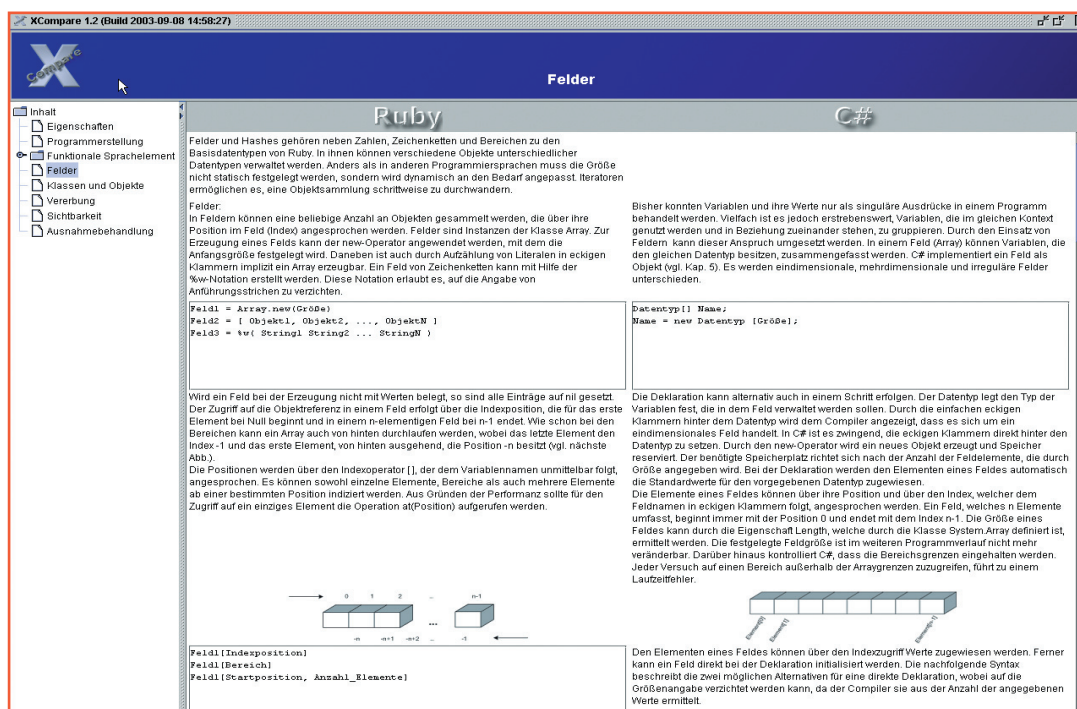 XCompare 1.2 (Build 2003-09-08 14:58:27)
X
Compare
Felder
Inhalt
Eigenschaften
Programmerstellung
Funktionale Sprachelement
Felder
Klassen und Objekte
Vererbung
Sichtbarkeit
Ausnahmebehandlung
Ruby
Felder und Hashes gehören neben Zahlen, Zeichenketten und Bereichen zu den
Basisdatentypen von Ruby. In ihnen können verschiedene Objekte unterschiedlicher
Datentypen verwaltet werden. Anders als in anderen Programmiersprachen muss die Größe
nicht statisch festgelegt werden, sondern wird dynamisch an den Bedarf angepasst. Iteratoren
ermöglichen es, eine Objektsammlung schrittweise zu durchwandern.
Felder:
In Feldern können eine beliebige Anzahl an Objekten gesammelt werden, die über ihre
Position im Feld (Index) angesprochen werden. Felder sind Instanzen der Klasse Array. Zur
Erzeugung eines Felds kann der new-Operator angewendet werden, mit dem die
Anfangsgröße festgelegt wird. Daneben ist auch durch Aufzählung von Literalen in eckigen
Klammern implizit ein Array erzeugbar. Ein Feld von Zeichenketten kann mit Hilfe der
%w-Notation erstellt werden. Diese Notation erlaubt es, auf die Angabe von
Anführungsstrichen zu verzichten.
Feld1 = Array.new(Größe)
Feld2 = [ Objekt1, Objekt2, ..., ObjektN ]
Feld3 = %w( String1 String2 ... StringN )
Wird ein Feld bei der Erzeugung nicht mit Werten belegt, so sind alle Einträge auf nil gesetzt.
Der Zugriff auf die Objektreferenz in einem Feld erfolgt über die Indexposition, die für das erste
Element bei Null beginnt und in einem n-elementigen Feld bei n-1 endet. Wie schon bei den
Bereichen kann ein Array auch von hinten durchlaufen werden, wobei das letzte Element den
Index -1 und das erste Element, von hinten ausgehend, die Position -n besitzt (vgl. nächste
Abb.).
Die Positionen werden über den Indexoperator [], der dem Variablennamen unmittelbar folgt,
angesprochen. Es können sowohl einzelne Elemente, Bereiche als auch mehrere Elemente
ab einer bestimmten Position indiziert werden. Aus Gründen der Performanz sollte für den
Zugriff auf ein einziges Element die Operation at(Position) aufgerufen werden.
0 1 2 .. n-1
...
-n -n+1 -n+2 .. -1
Feld1[Indexposition]
Feld1[Bereich]
Feld1[Startposition, Anzahl_Elemente]
C#
Bisher konnten Variablen und ihre Werte nur als singuläre Ausdrücke in einem Programm
behandelt werden. Vielfach ist es jedoch erstrebenswert, Variablen, die im gleichen Kontext
genutzt werden und in Beziehung zueinander stehen, zu gruppieren. Durch den Einsatz von
Feldern kann dieser Anspruch umgesetzt werden. In einem Feld (Array) können Variablen, die
den gleichen Datentyp besitzen, zusammengefasst werden. C# implementiert ein Feld als
Objekt (vgl. Kap. 5). Es werden eindimensionale, mehrdimensionale und irreguläre Felder
unterschieden.
Datentyp[] Name;
Name = new Datentyp [Größe];
Die Deklaration kann alternativ auch in einem Schritt erfolgen. Der Datentyp legt den Typ der
Variablen fest, die in dem Feld verwaltet werden sollen. Durch die einfachen eckigen
Klammern hinter dem Datentyp wird dem Compiler angezeigt, dass es sich um ein
eindimensionales Feld handelt. In C# ist es zwingend, die eckigen Klammern direkt hinter den
Datentyp zu setzen. Durch den new-Operator wird ein neues Objekt erzeugt und Speicher
reserviert. Der benötigte Speicherplatz richtet sich nach der Anzahl der Feldelemente, die durch
Größe angegeben wird. Bei der Deklaration werden den Elementen eines Feldes automatisch
die Standardwerte für den vorgegebenen Datentyp zugewiesen.
Die Elemente eines Feldes können über ihre Position und über den Index, welcher dem
Feldnamen in eckigen Klammern folgt, angesprochen werden. Ein Feld, welches n Elemente
umfasst, beginnt immer mit der Position 0 und endet mit dem Index n-1. Die Größe eines
Feldes kann durch die Eigenschaft Length, welche durch die Klasse System.Array definiert ist,
ermittelt werden. Die festgelegte Feldgröße ist im weiteren Programmverlauf nicht mehr
veränderbar. Darüber hinaus kontrolliert C#, dass die Bereichsgrenzen eingehalten werden.
Jeder Versuch auf einen Bereich außerhalb der Arraygrenzen zuzugreifen, führt zu einem
Laufzeitfehler.
Element[0] Element[1] Element[n-1]
Den Elementen eines Feldes können über den Indexzugriff Werte zugewiesen werden. Ferner
kann ein Feld direkt bei der Deklaration initialisiert werden. Die nachfolgende Syntax
beschreibt die zwei möglichen Alternativen für eine direkte Deklaration, wobei auf die
Größenangabe verzichtet werden kann, da der Compiler sie aus der Anzahl der angegebenen
Werte ermittelt.